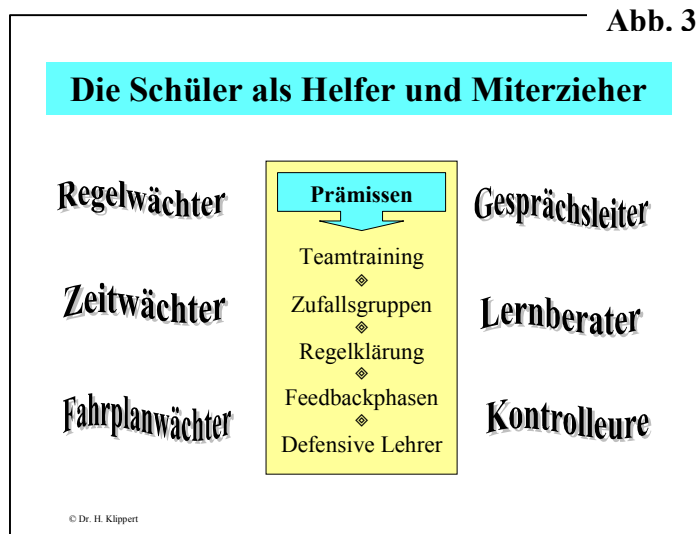 Abb. 3
Die Schüler als Helfer und Miterzieher
Regelwächter
Zeitwächter
Fahrplanwächter
Prämissen
Teamtraining
Zufallsgruppen
Regelklärung
Feedbackphasen
Defensive Lehrer
Gesprächsleiter
Lernberater
Kontrolleure
© Dr. H. Klippert